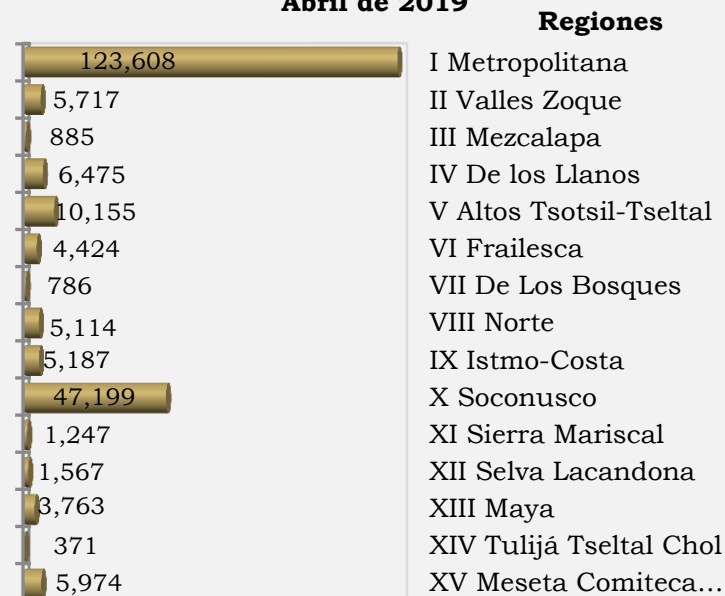 Abril de 2019
Regiones
123,608 I Metropolitana
5,717 II Valles Zoque
885 III Mezcalapa
6,475 IV De los Llanos
10,155 V Altos Tsotsil-Tseltal
4,424 VI Frailesca
786 VII De Los Bosques
5,114 VIII Norte
5,187 IX Istmo-Costa
47,199 X Soconusco
1,247 XI Sierra Mariscal
1,567 XII Selva Lacandona
3,763 XIII Maya
371 XIV Tulijá Tseltal Chol
5,974 XV Meseta Comiteca…